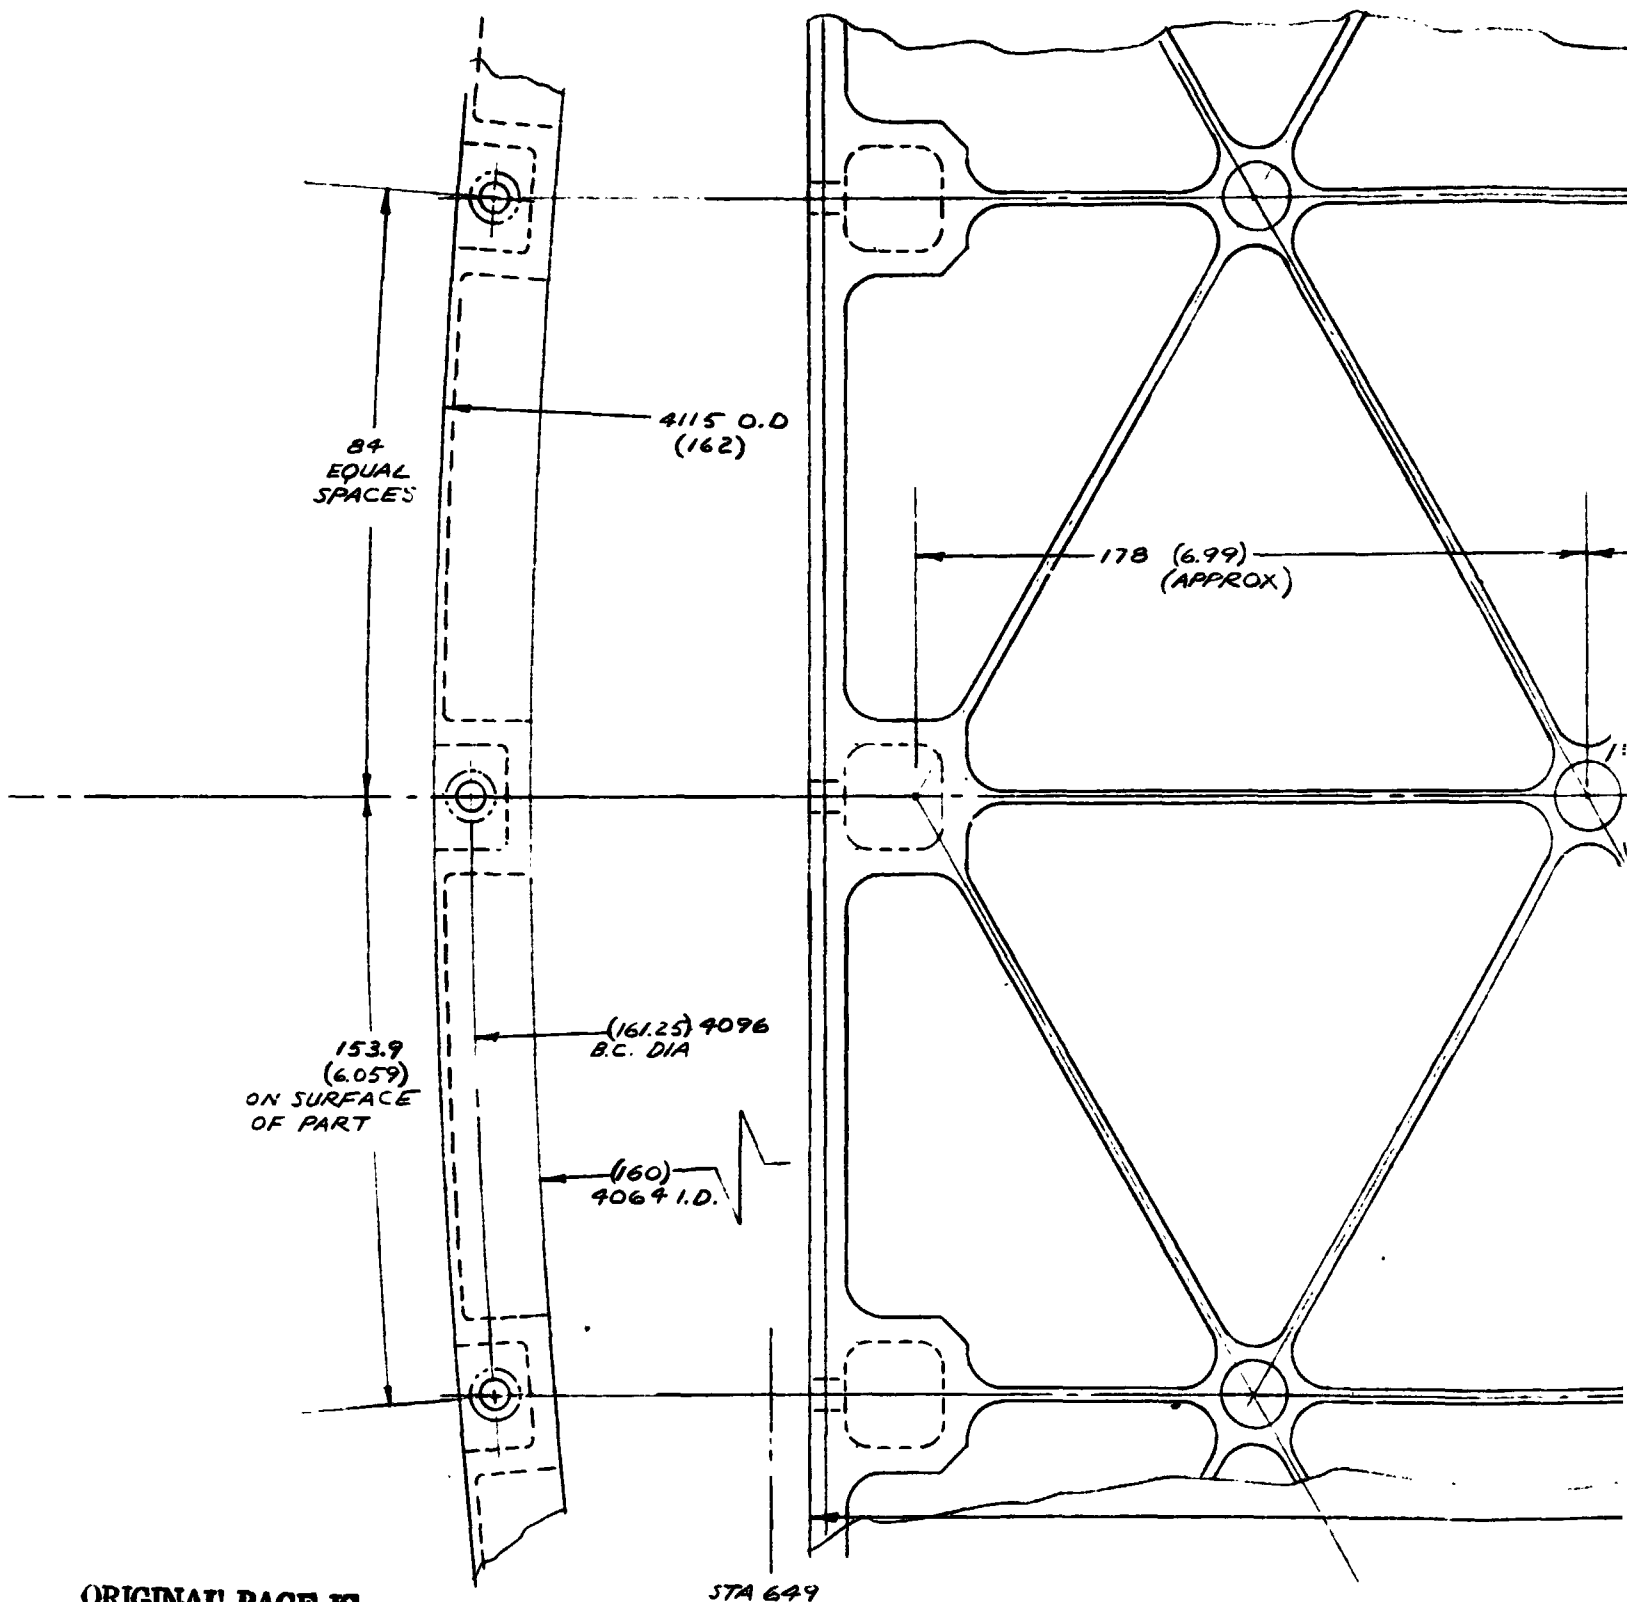 4115 O.D
(162)
84
EQUAL
SPACES
178 (6.99)
(APPROX)
(161.25) 4096
B.C. DIA
153.9
(6.059)
ON SURFACE
OF PART
(160)
4064 I.D.
STA 649
ORIGINAL PAGE IS